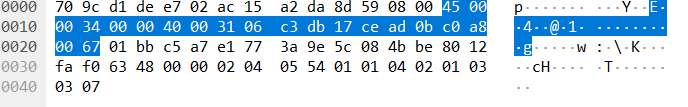 0000 70 9c d1 de e7 02 ac 15 a2 da 8d 59 08 00 45 00 p·······Y··E·
0010 00 34 00 00 40 00 31 06 c3 db 17 ce ad 0b c0 a8 ·4··@·1·········
0020 00 67 01 bb c5 a7 e1 77 3a 9e 5c 08 4b be 80 12 ·g·····w:·\·K···
0030 fa f0 63 48 00 00 02 04 05 54 01 01 04 02 01 03 ··cH·····T······
0040 03 07 ··